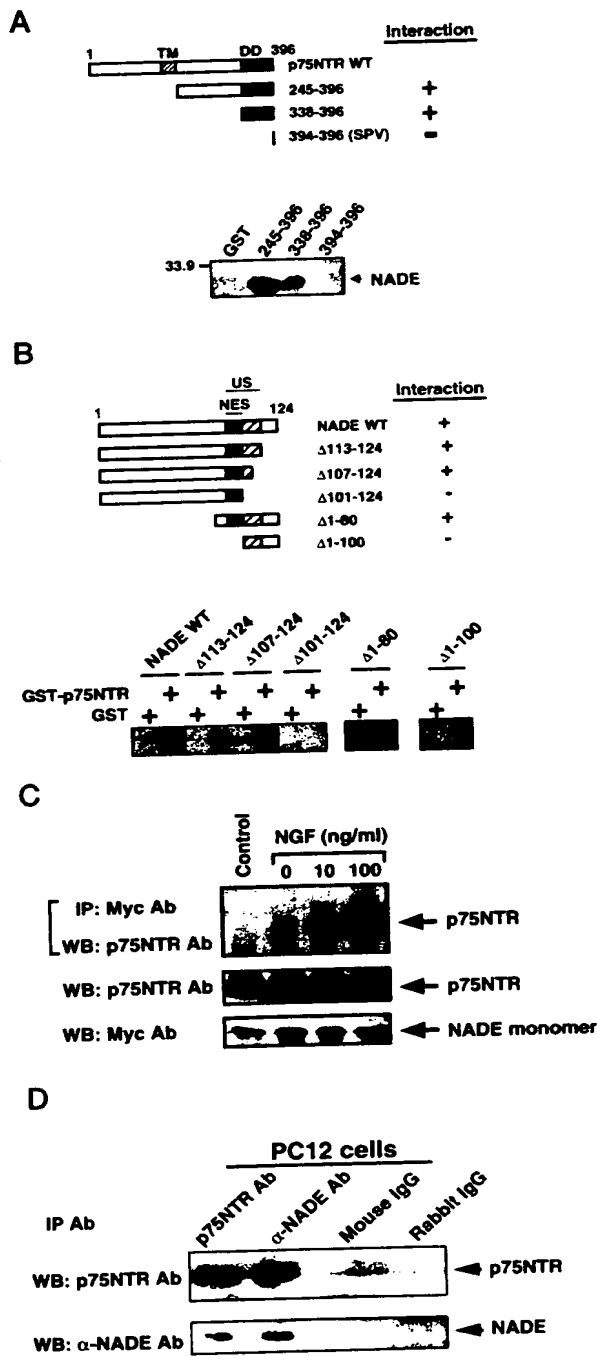 A
Interaction
1 TM DD 396
p75NTR WT
245-396 +
338-396 +
394-396 (SPV) -
GST 245-396 338-396 394-396
33.9
NADE
B
US
NES
1 124
Interaction
NADE WT +
Δ113-124 +
Δ107-124 +
Δ101-124 -
Δ1-80 +
Δ1-100 -
NADE WT Δ113-124 Δ107-124 Δ101-124 Δ1-80 Δ1-100
GST-p75NTR + + + + + +
GST + + + + + +
C
Control NGF (ng/ml)
0 10 100
IP: Myc Ab
WB: p75NTR Ab
p75NTR
WB: p75NTR Ab p75NTR
WB: Myc Ab NADE monomer
D
PC12 cells
IP Ab p75NTR Ab α-NADE Ab Mouse IgG Rabbit IgG
WB: p75NTR Ab p75NTR
WB: α-NADE Ab NADE